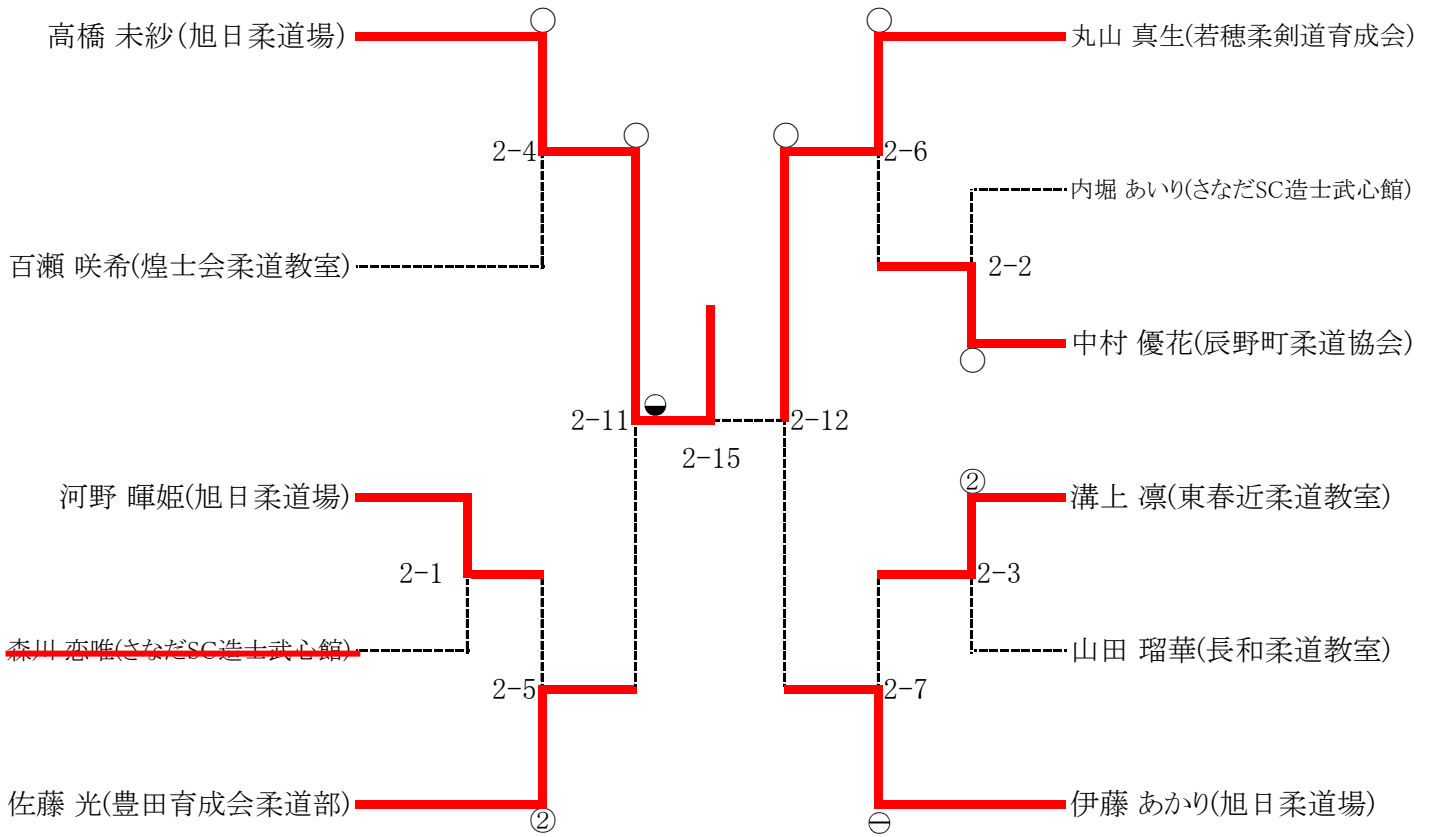 高橋 未紗(旭日柔道場)
百瀬 咲希(煌士会柔道教室)
河野 暉姫(旭日柔道場)
森川 恋唯(さなだSC造士武心館)
佐藤 光(豊田育成会柔道部)
2-4
2-11
2-1
2-5
②
2-15
2-6
2-2
2-12
②
2-3
2-7
丸山 真生(若穂柔剣道育成会)
内堀 あいり(さなだSC造士武心館)
中村 優花(辰野町柔道協会)
溝上 凛(東春近柔道教室)
山田 瑠華(長和柔道教室)
伊藤 あかり(旭日柔道場)